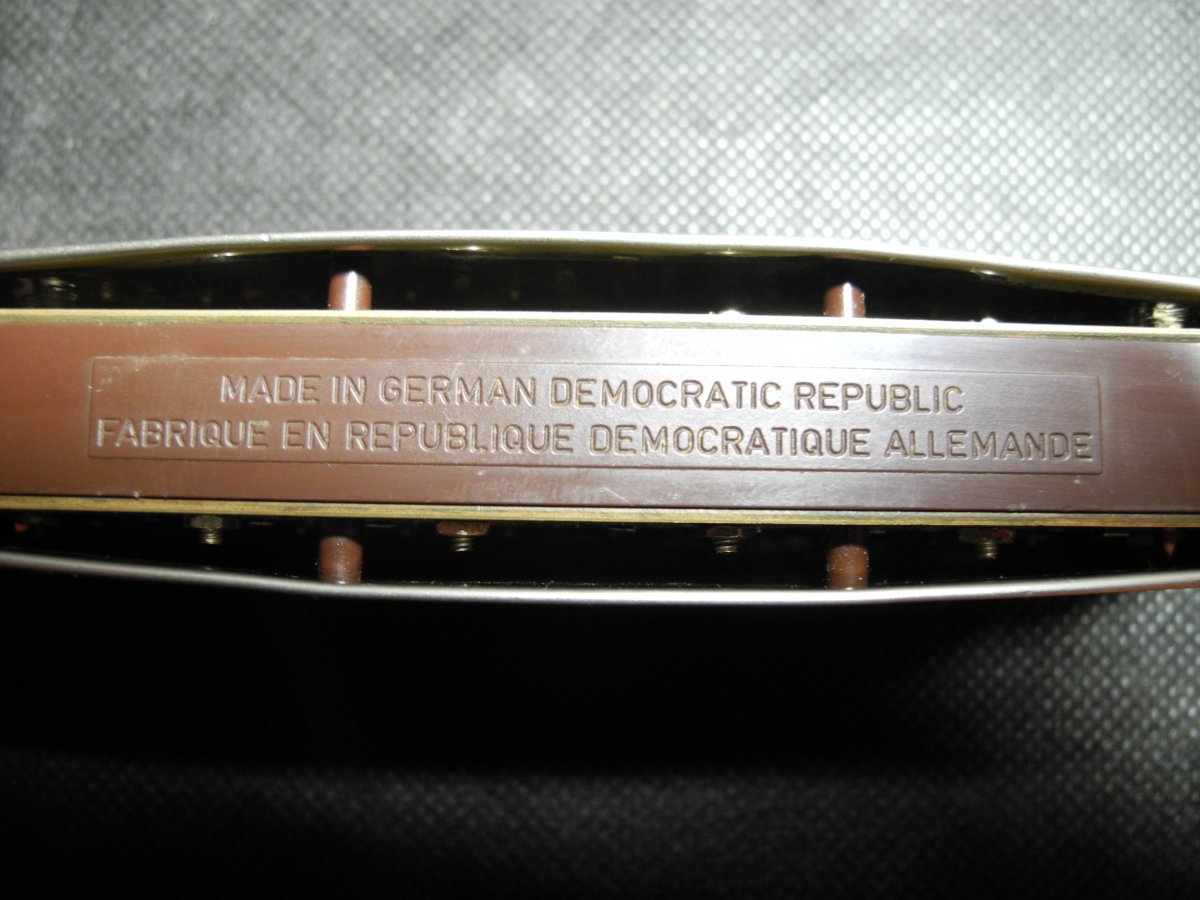 MADE IN GERMAN DEMOCRATIC REPUBLIC
FABRIQUE EN REPUBLIQUE DEMOCRATIQUE ALLEMANDE